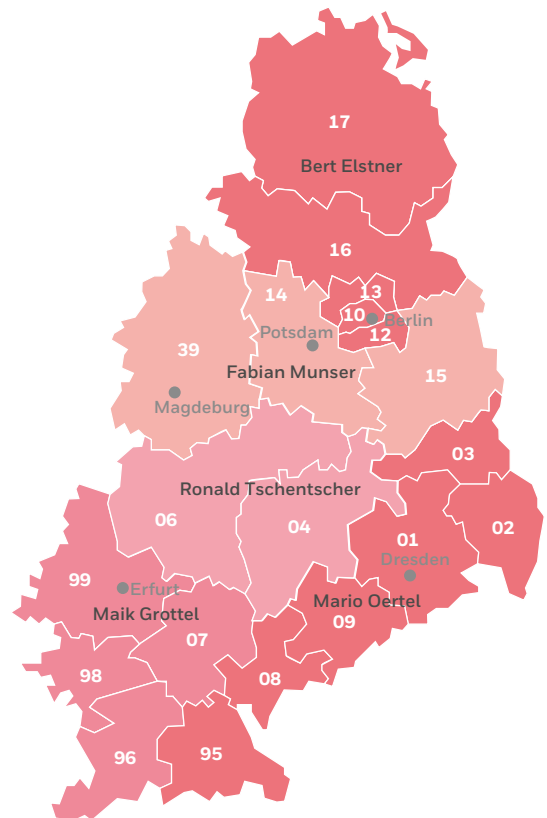 17
Bert Elstner
16
13
14
10
Berlin
Potsdam
12
39
Fabian Munser
15
Magdeburg
03
Ronald Tschentscher
06
04
02
01
Dresden
99
Erfurt
Mario Oertel
Maik Grottel
09
07
98
08
95
96